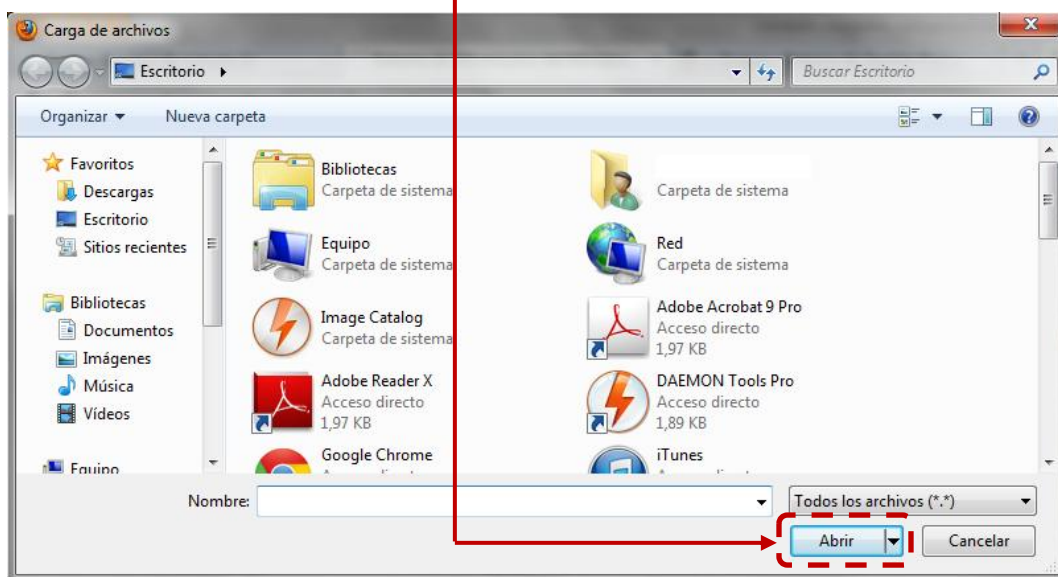 Carga de archivos
Escritorio
Buscar Escritorio
Organizar
Nueva carpeta
Favoritos
Descargas
Escritorio
Sitios recientes
Bibliotecas
Documentos
Imágenes
Música
Vídeos
Equipo
Bibliotecas
Carpeta de sistema
Carpeta de sistema
Equipo
Carpeta de sistema
Red
Carpeta de sistema
Image Catalog
Carpeta de sistema
Adobe Acrobat 9 Pro
Acceso directo
1,97 KB
Adobe Reader X
Acceso directo
1,97 KB
DAEMON Tools Pro
Acceso directo
1,89 KB
Google Chrome
iTunes
Nombre:
Todos los archivos (*.*)
Abrir
Cancelar